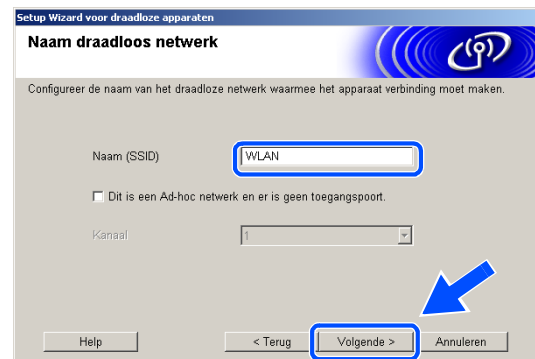 Setup Wizard voor draadloze apparaten
Naam draadloos netwerk
Configureer de naam van het draadloze netwerk waarmee het apparaat verbinding moet maken.
Naam (SSID)
WLAN
Dit is een Ad-hoc netwerk en er is geen toegangspoort.
Kanaal
1
Help
< Terug
Volgende >
Annuleren